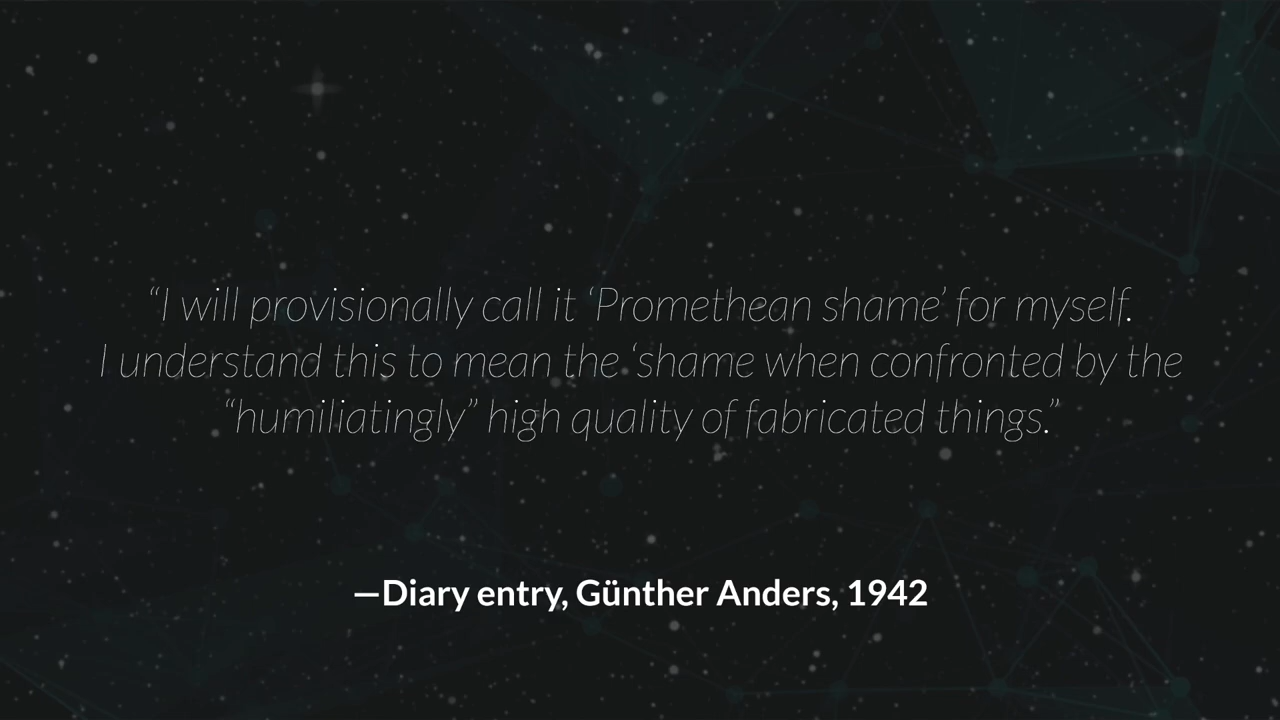 “I will provisionally call it ‘Promethean shame’ for myself.
I understand this to mean the ‘shame when confronted by the
“humiliatingly” high quality of fabricated things.”
—Diary entry, Günther Anders, 1942